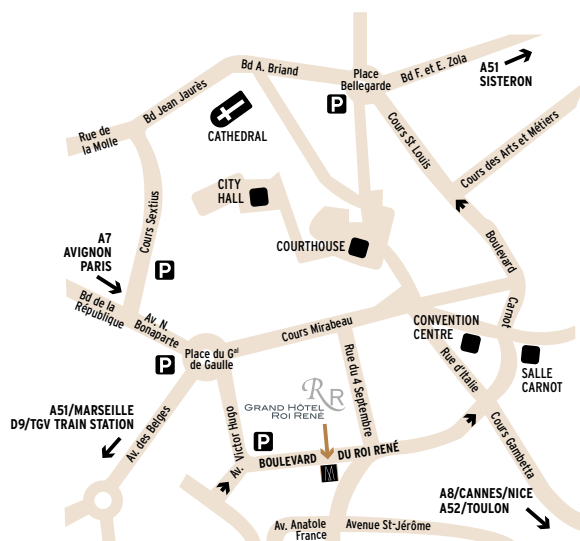 Bd A. Briand
Place
Bellegarde
Bd F. et E. Zola
A51
SISTERON
Bd Jean Jaurès
P
Rue de
la Molle
CATHEDRAL
Cours St Louis
Cours des Arts et Métiers
CITY
HALL
Cours Sextius
COURTHOUSE
Boulevard
Carnot
A7
AVIGNON
PARIS
P
Bd de la
République
Av. N.
Bonaparte
Cours Mirabeau
CONVENTION
CENTRE
P
Place du Gal
de Gaulle
Rue du 4 Septembre
Rue d'Italie
SALLE
CARNOT
RR
GRAND HÔTEL
ROI RENÉ
A51/MARSEILLE
D9/TGV TRAIN STATION
Av. des Belges
Av. Victor Hugo
P
BOULEVARD DU ROI RENÉ
Cours Gambetta
A8/CANNES/NICE
A52/TOULON
Av. Anatole
France
Avenue St-Jérôme